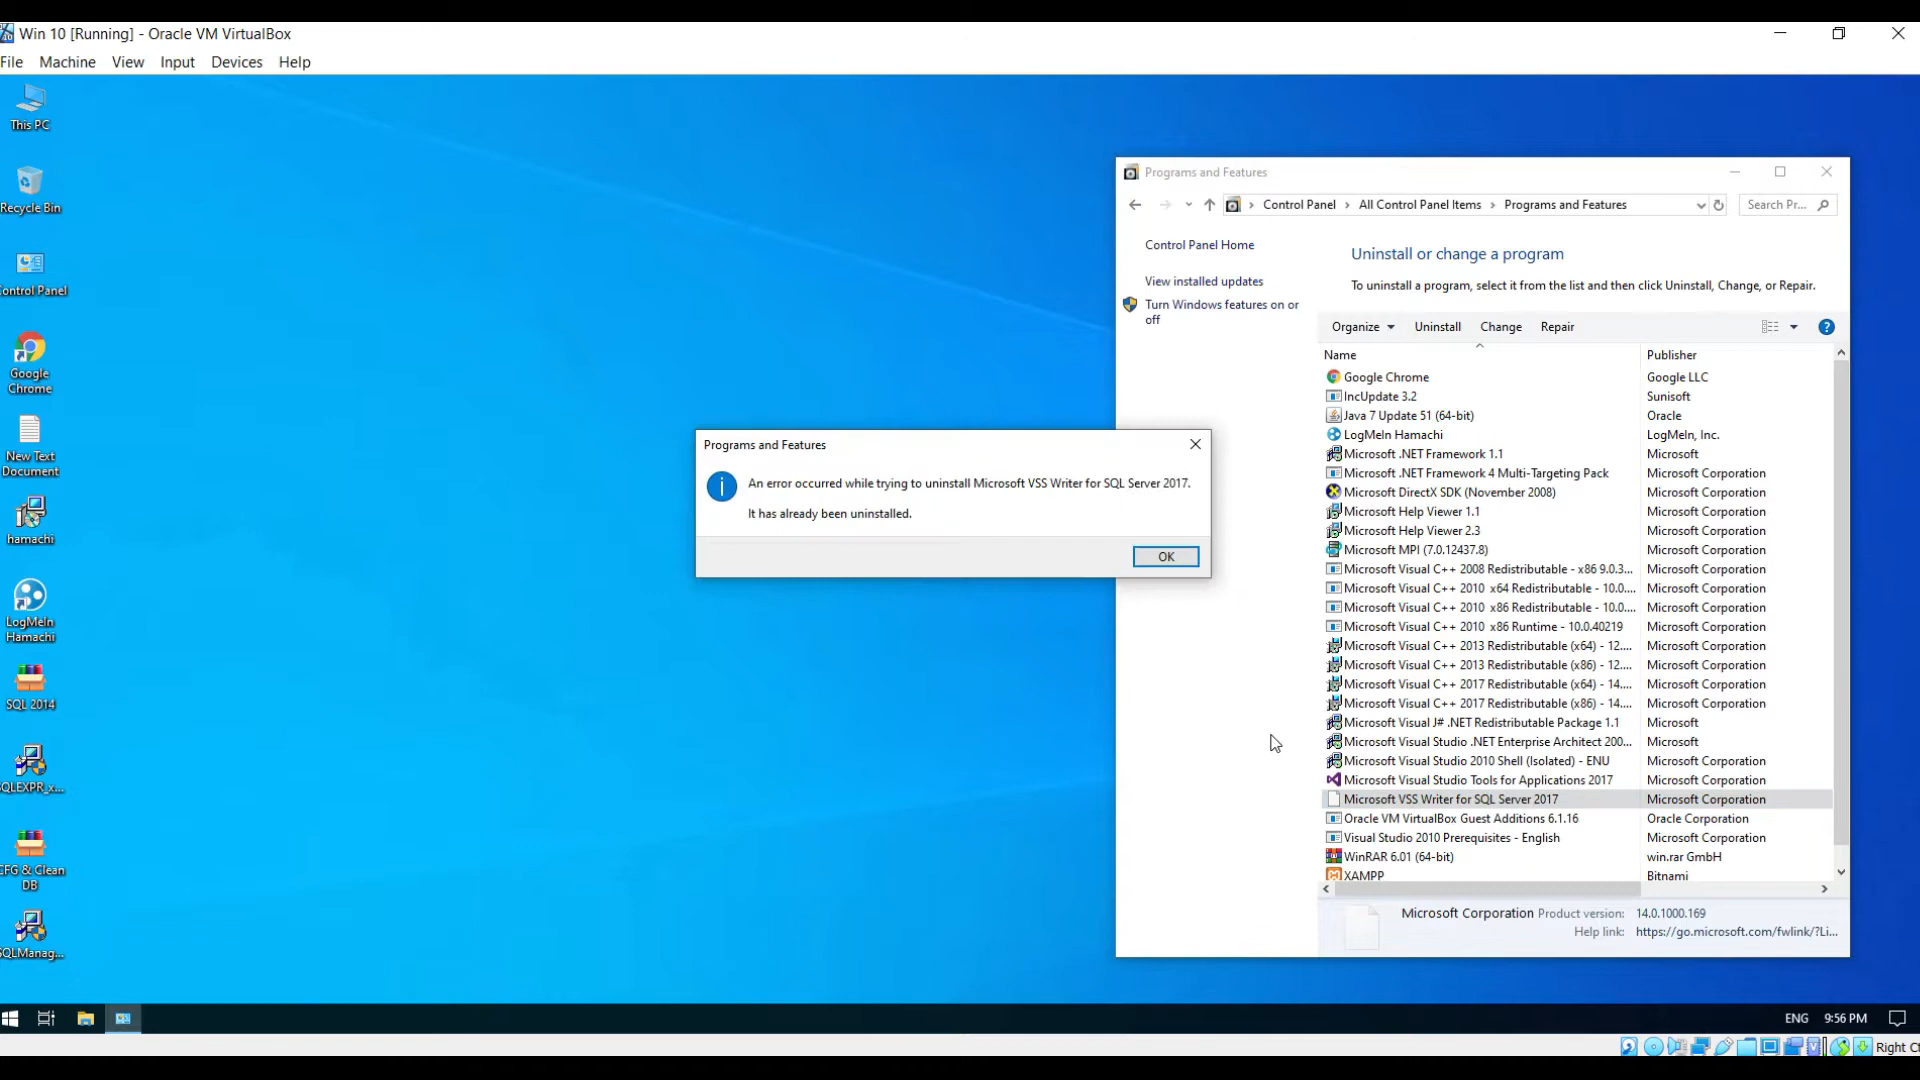 Win 10 [Running] - Oracle VM VirtualBox
File Machine View Input Devices Help
This PC
Recycle Bin
ontrol Panel
Google
Chrome
New Text
Document
hamachi
LogMeIn
Hamachi
SQL 2014
SQLEXPR_x...
CFG & Clean
DB
SQLManag...
Programs and Features
Control Panel > All Control Panel Items > Programs and Features
Search Pr...
Control Panel Home
View installed updates
Turn Windows features on or
off
Uninstall or change a program
To uninstall a program, select it from the list and then click Uninstall, Change, or Repair.
Organize Uninstall Change Repair
Name Publisher
Google Chrome Google LLC
IncUpdate 3.2 Sunisoft
Java 7 Update 51 (64-bit) Oracle
LogMeIn Hamachi LogMeIn, Inc.
Microsoft .NET Framework 1.1 Microsoft
Microsoft .NET Framework 4 Multi-Targeting Pack Microsoft Corporation
Microsoft DirectX SDK (November 2008) Microsoft Corporation
Microsoft Help Viewer 1.1 Microsoft Corporation
Microsoft Help Viewer 2.3 Microsoft Corporation
Microsoft MPI (7.0.12437.8) Microsoft Corporation
Microsoft Visual C++ 2008 Redistributable - x86 9.0.3... Microsoft Corporation
Microsoft Visual C++ 2010 x64 Redistributable - 10.0.... Microsoft Corporation
Microsoft Visual C++ 2010 x86 Redistributable - 10.0.... Microsoft Corporation
Microsoft Visual C++ 2010 x86 Runtime - 10.0.40219 Microsoft Corporation
Microsoft Visual C++ 2013 Redistributable (x64) - 12.... Microsoft Corporation
Microsoft Visual C++ 2013 Redistributable (x86) - 12.... Microsoft Corporation
Microsoft Visual C++ 2017 Redistributable (x64) - 14.... Microsoft Corporation
Microsoft Visual C++ 2017 Redistributable (x86) - 14.... Microsoft Corporation
Microsoft Visual J# .NET Redistributable Package 1.1 Microsoft
Microsoft Visual Studio .NET Enterprise Architect 200... Microsoft
Microsoft Visual Studio 2010 Shell (Isolated) - ENU Microsoft Corporation
Microsoft Visual Studio Tools for Applications 2017 Microsoft Corporation
Microsoft VSS Writer for SQL Server 2017 Microsoft Corporation
Oracle VM VirtualBox Guest Additions 6.1.16 Oracle Corporation
Visual Studio 2010 Prerequisites - English Microsoft Corporation
WinRAR 6.01 (64-bit) win.rar GmbH
XAMPP Bitnami
Microsoft Corporation Product version: 14.0.1000.169
Help link: https://go.microsoft.com/fwlink/?Li...
Programs and Features
An error occurred while trying to uninstall Microsoft VSS Writer for SQL Server 2017.
It has already been uninstalled.
OK
ENG 9:56 PM
Right Ct